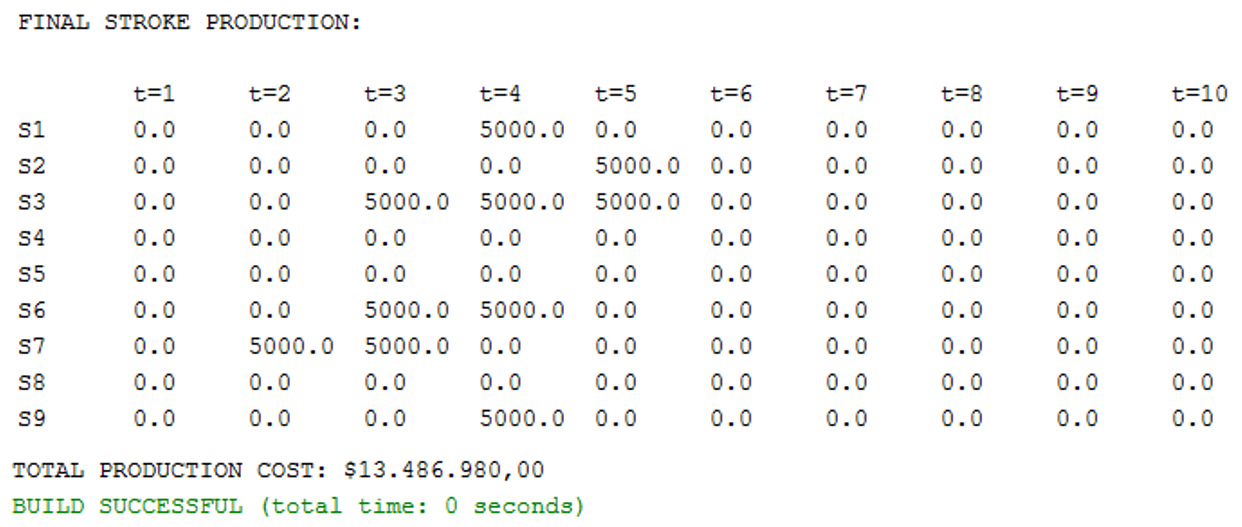 FINAL STROKE PRODUCTION:
t=1 t=2 t=3 t=4 t=5 t=6 t=7 t=8 t=9 t=10
S1 0.0 0.0 0.0 5000.0 0.0 0.0 0.0 0.0 0.0 0.0
S2 0.0 0.0 0.0 0.0 5000.0 0.0 0.0 0.0 0.0 0.0
S3 0.0 0.0 5000.0 5000.0 5000.0 0.0 0.0 0.0 0.0 0.0
S4 0.0 0.0 0.0 0.0 0.0 0.0 0.0 0.0 0.0 0.0
S5 0.0 0.0 0.0 0.0 0.0 0.0 0.0 0.0 0.0 0.0
S6 0.0 0.0 5000.0 5000.0 0.0 0.0 0.0 0.0 0.0 0.0
S7 0.0 5000.0 5000.0 0.0 0.0 0.0 0.0 0.0 0.0 0.0
S8 0.0 0.0 0.0 0.0 0.0 0.0 0.0 0.0 0.0 0.0
S9 0.0 0.0 0.0 5000.0 0.0 0.0 0.0 0.0 0.0 0.0
TOTAL PRODUCTION COST: $13.486.980,00
BUILD SUCCESSFUL (total time: 0 seconds)